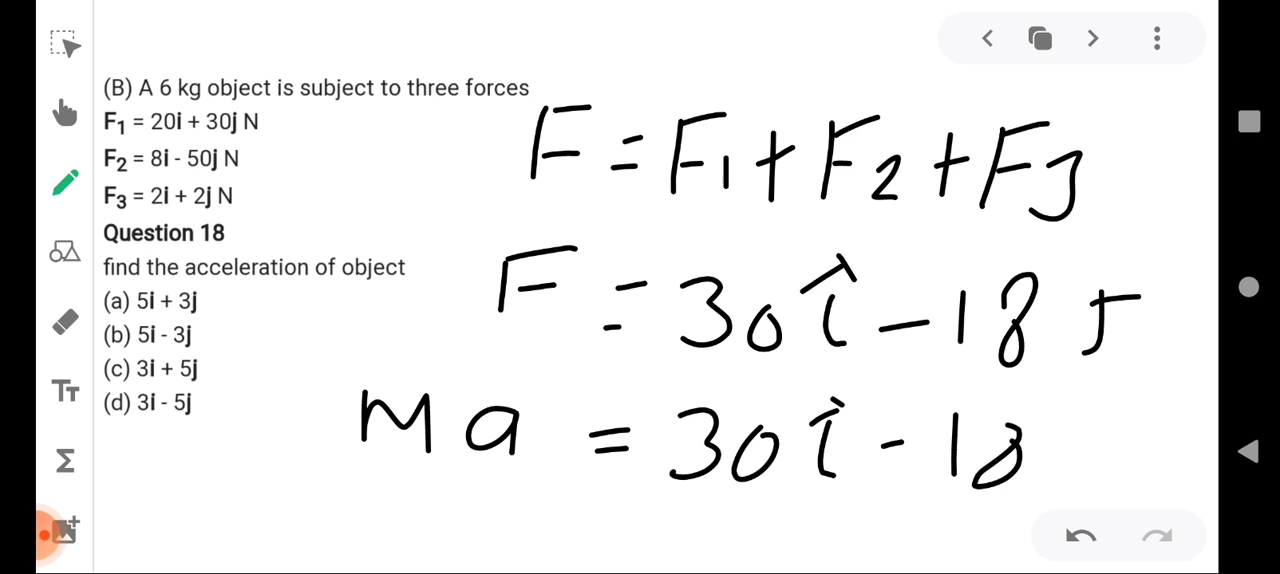 (B) A 6 kg object is subject to three forces
F₁ = 20i + 30j N
F₂ = 8i - 50j N
F₃ = 2i + 2j N
Question 18
find the acceleration of object
(a) 5i + 3j
(b) 5i - 3j
(c) 3i + 5j
(d) 3i - 5j
F = F₁ + F₂ + F₃
F = 30î - 18 j
Ma = 30î - 18
Tт
Σ